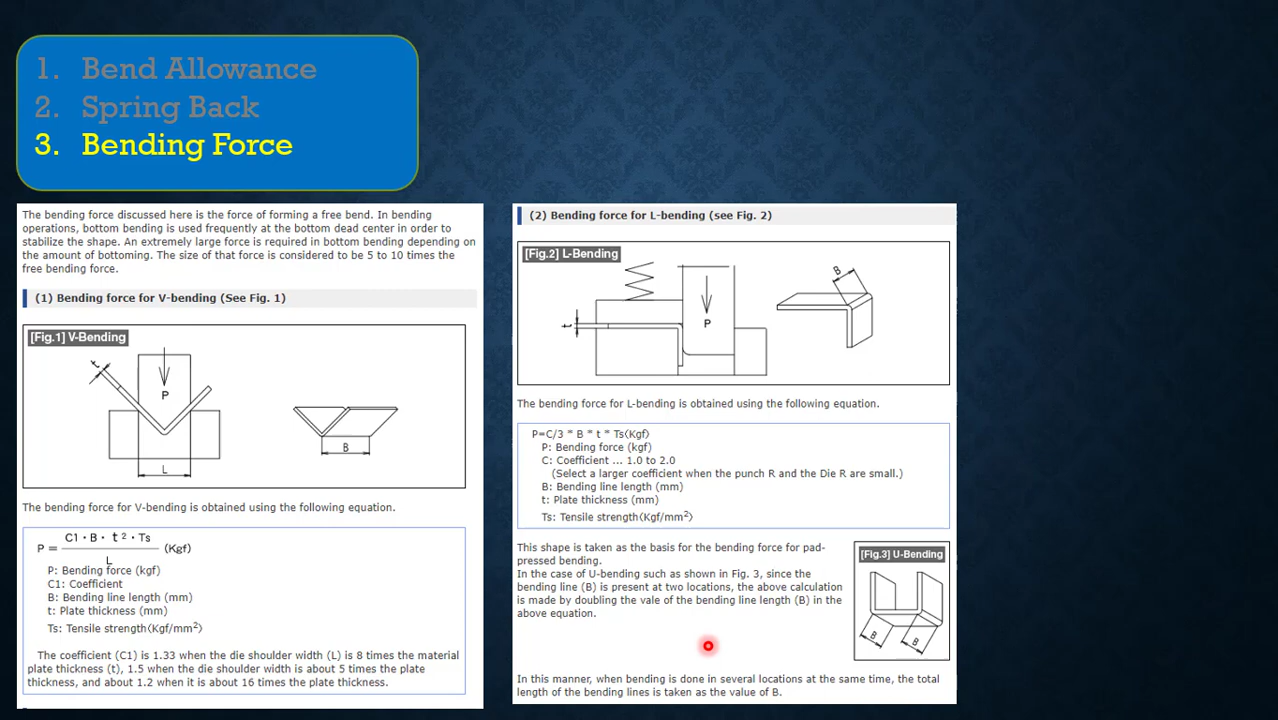 1. Bend Allowance
2. Spring Back
3. Bending Force
The bending force discussed here is the force of forming a free bend. In bending
operations, bottom bending is used frequently at the bottom dead center in order to
stabilize the shape. An extremely large force is required in bottom bending depending on
the amount of bottoming. The size of that force is considered to be 5 to 10 times the
free bending force.
(1) Bending force for V-bending (See Fig. 1)
[Fig.1] V-Bending
t
P
L
B
The bending force for V-bending is obtained using the following equation.
C1・B・ t ²・Ts
P = (Kgf)
L
P: Bending force (kgf)
C1: Coefficient
B: Bending line length (mm)
t: Plate thickness (mm)
Ts: Tensile strength(Kgf/mm²)
The coefficient (C1) is 1.33 when the die shoulder width (L) is 8 times the material
plate thickness (t), 1.5 when the die shoulder width is about 5 times the plate
thickness, and about 1.2 when it is about 16 times the plate thickness.
(2) Bending force for L-bending (see Fig. 2)
[Fig.2] L-Bending
t
P
B
The bending force for L-bending is obtained using the following equation.
P=C/3 * B * t * Ts(Kgf)
P: Bending force (kgf)
C: Coefficient ... 1.0 to 2.0
(Select a larger coefficient when the punch R and the Die R are small.)
B: Bending line length (mm)
t: Plate thickness (mm)
Ts: Tensile strength(Kgf/mm²)
This shape is taken as the basis for the bending force for pad-
pressed bending.
In the case of U-bending such as shown in Fig. 3, since the
bending line (B) is present at two locations, the above calculation
is made by doubling the vale of the bending line length (B) in the
above equation.
[Fig.3] U-Bending
B
B
In this manner, when bending is done in several locations at the same time, the total
length of the bending lines is taken as the value of B.